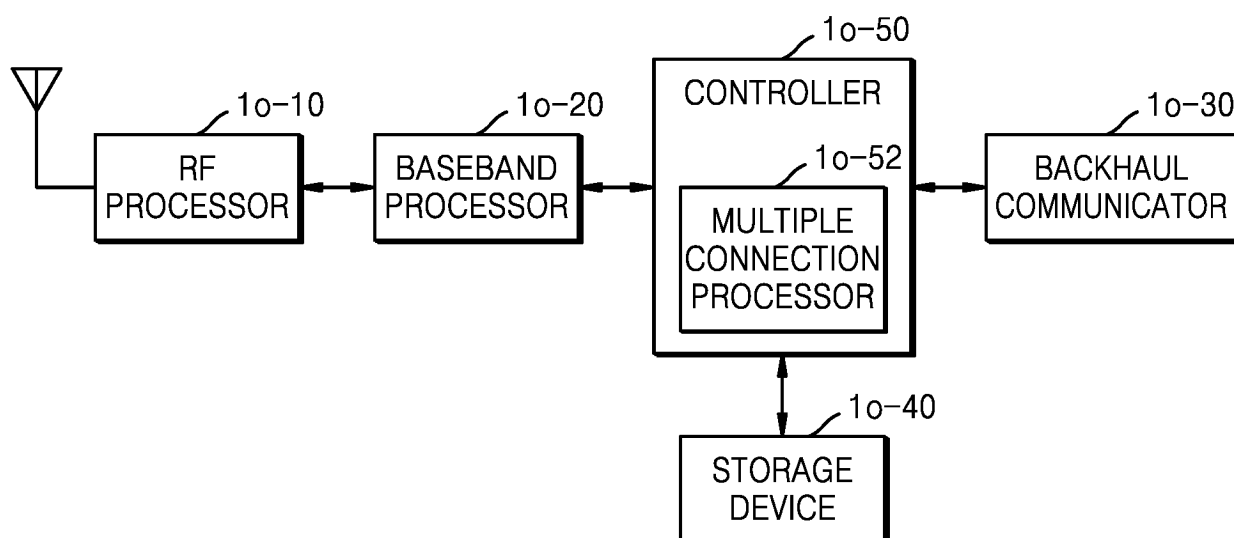 1o-50
CONTROLLER
1o-10
RF
PROCESSOR
1o-20
BASEBAND
PROCESSOR
1o-52
MULTIPLE
CONNECTION
PROCESSOR
1o-30
BACKHAUL
COMMUNICATOR
1o-40
STORAGE
DEVICE